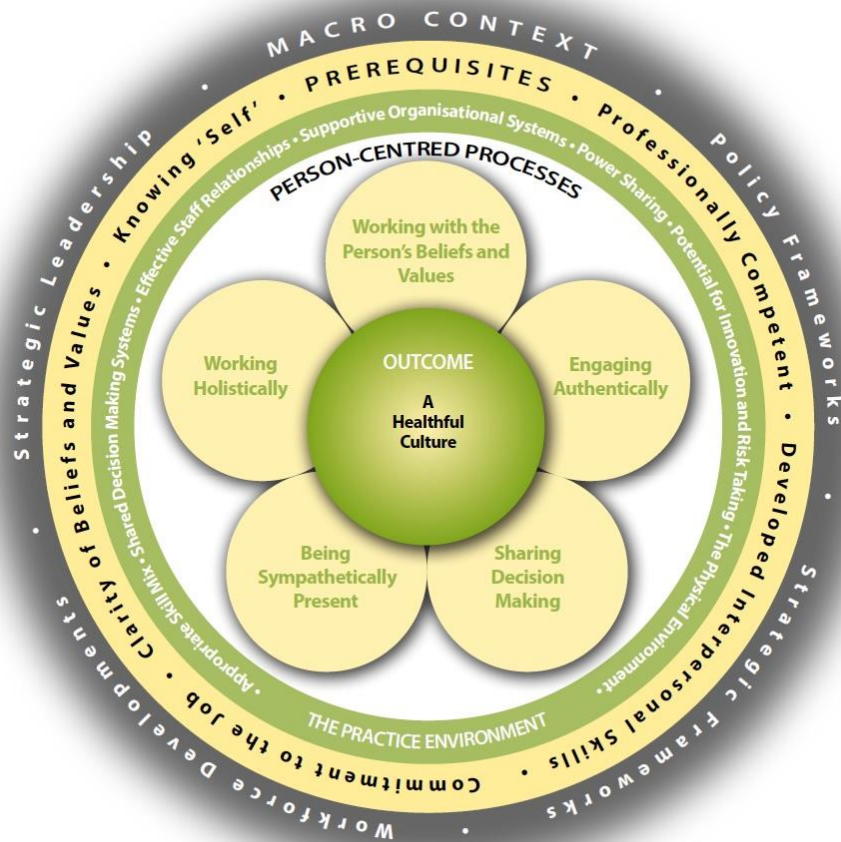 MACRO CONTEXT • Policy Frameworks • Strategic Frameworks • Workforce Developments • Strategic Leadership •
PREREQUISITES • Professionally Competent • Developed Interpersonal Skills • Commitment to the Job • Clarity of Beliefs and Values • Knowing 'Self' •
• Appropriate Skill Mix • Shared Decision Making Systems • Effective Staff Relationships • Supportive Organisational Systems • Power Sharing • Potential for Innovation and Risk Taking • The Physical Environment •
THE PRACTICE ENVIRONMENT
PERSON-CENTRED PROCESSES
Working with the
Person's Beliefs and
Values
Working
Holistically
OUTCOME
A
Healthful
Culture
Engaging
Authentically
Being
Sympathetically
Present
Sharing
Decision
Making